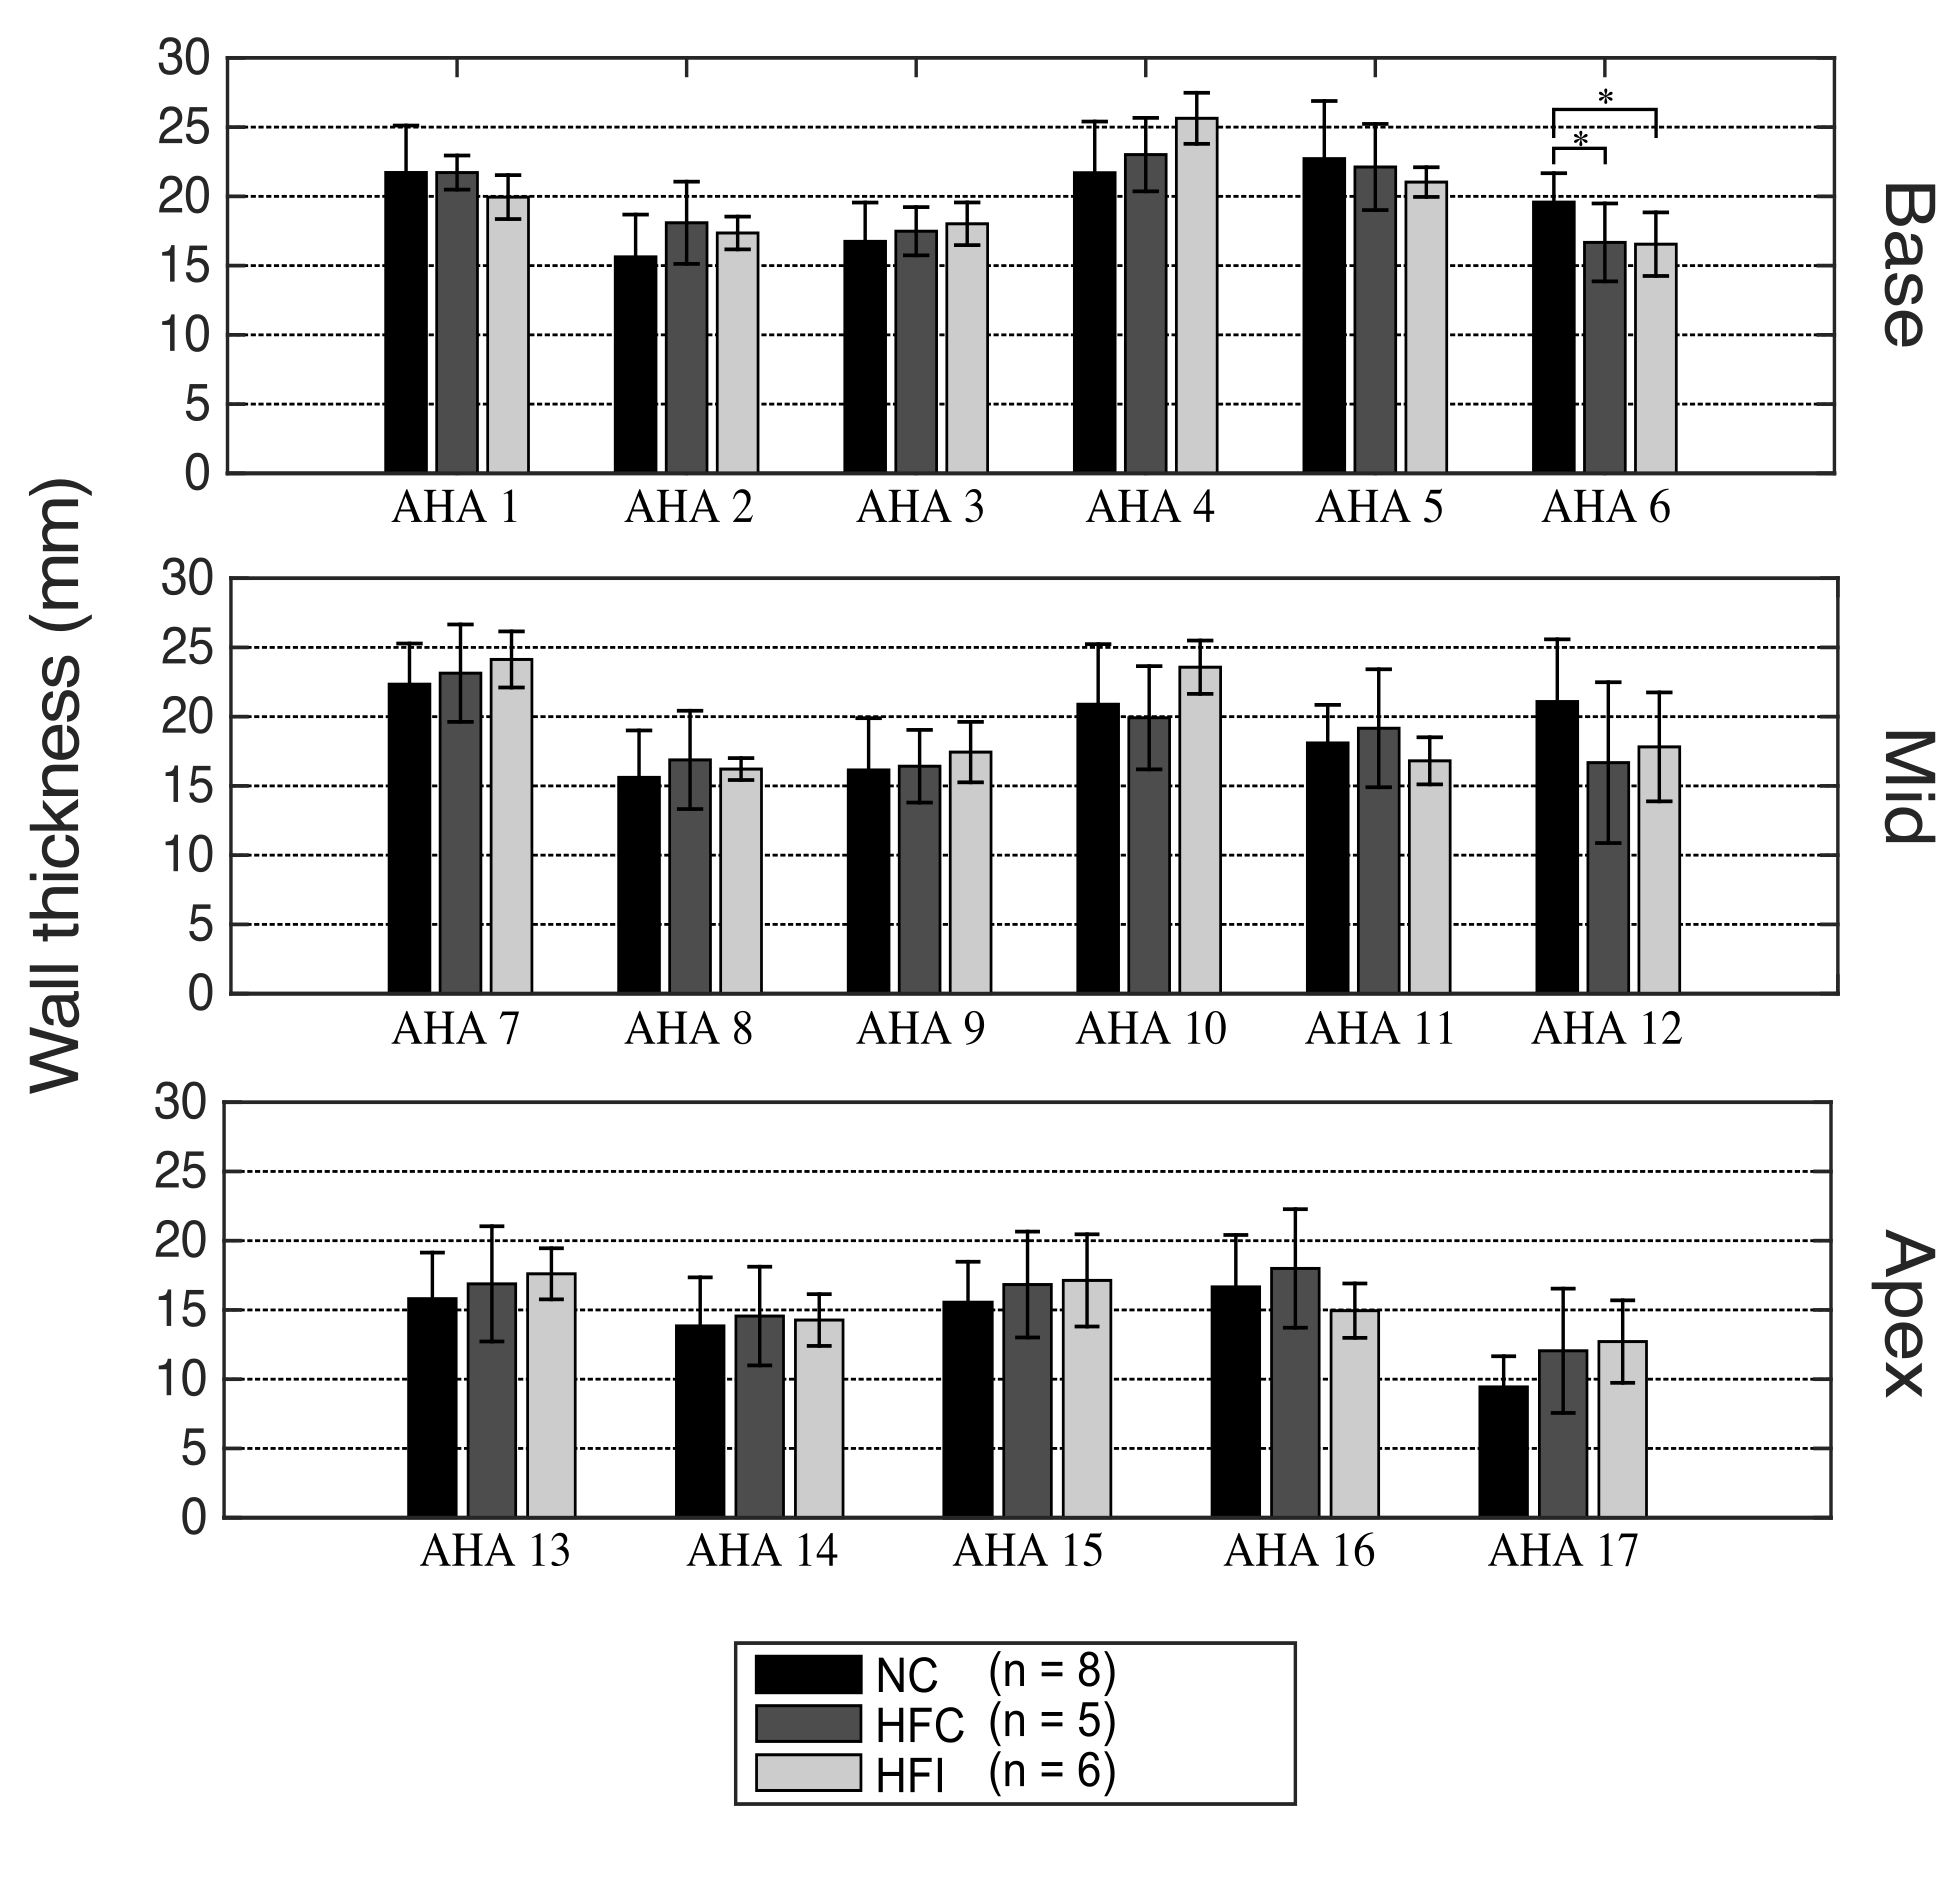 Wall thickness (mm)
30
25
20
15
10
5
0
* 
*
AHA 1 AHA 2 AHA 3 AHA 4 AHA 5 AHA 6
Base
30
25
20
15
10
5
0
AHA 7 AHA 8 AHA 9 AHA 10 AHA 11 AHA 12
Mid
30
25
20
15
10
5
0
AHA 13 AHA 14 AHA 15 AHA 16 AHA 17
Apex
NC (n = 8)
HFC (n = 5)
HFI (n = 6)